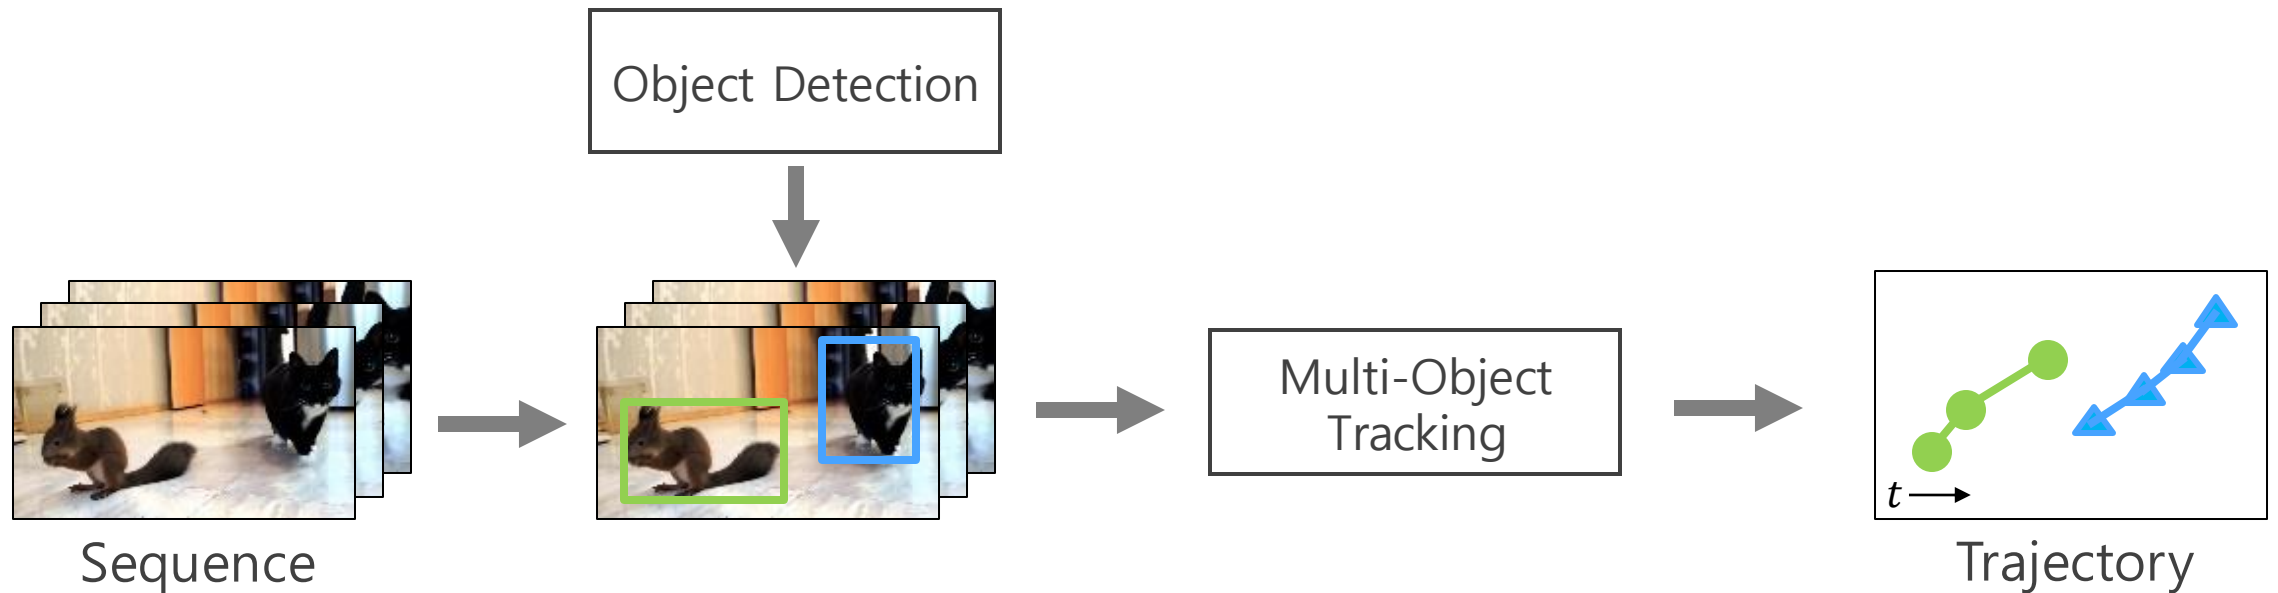 Object Detection
Multi-Object
Tracking
t
Sequence
Trajectory